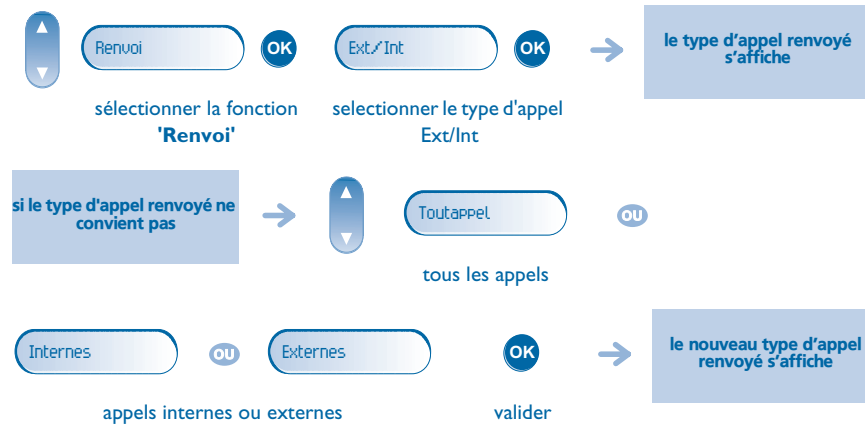 Renvoi OK Ext/Int OK
le type d'appel renvoyé
s'affiche
sélectionner la fonction
'Renvoi'
selectionner le type d'appel
Ext/Int
si le type d'appel renvoyé ne
convient pas
Toutappel
OU
tous les appels
Internes OU Externes OK
le nouveau type d'appel
renvoyé s'affiche
appels internes ou externes
valider